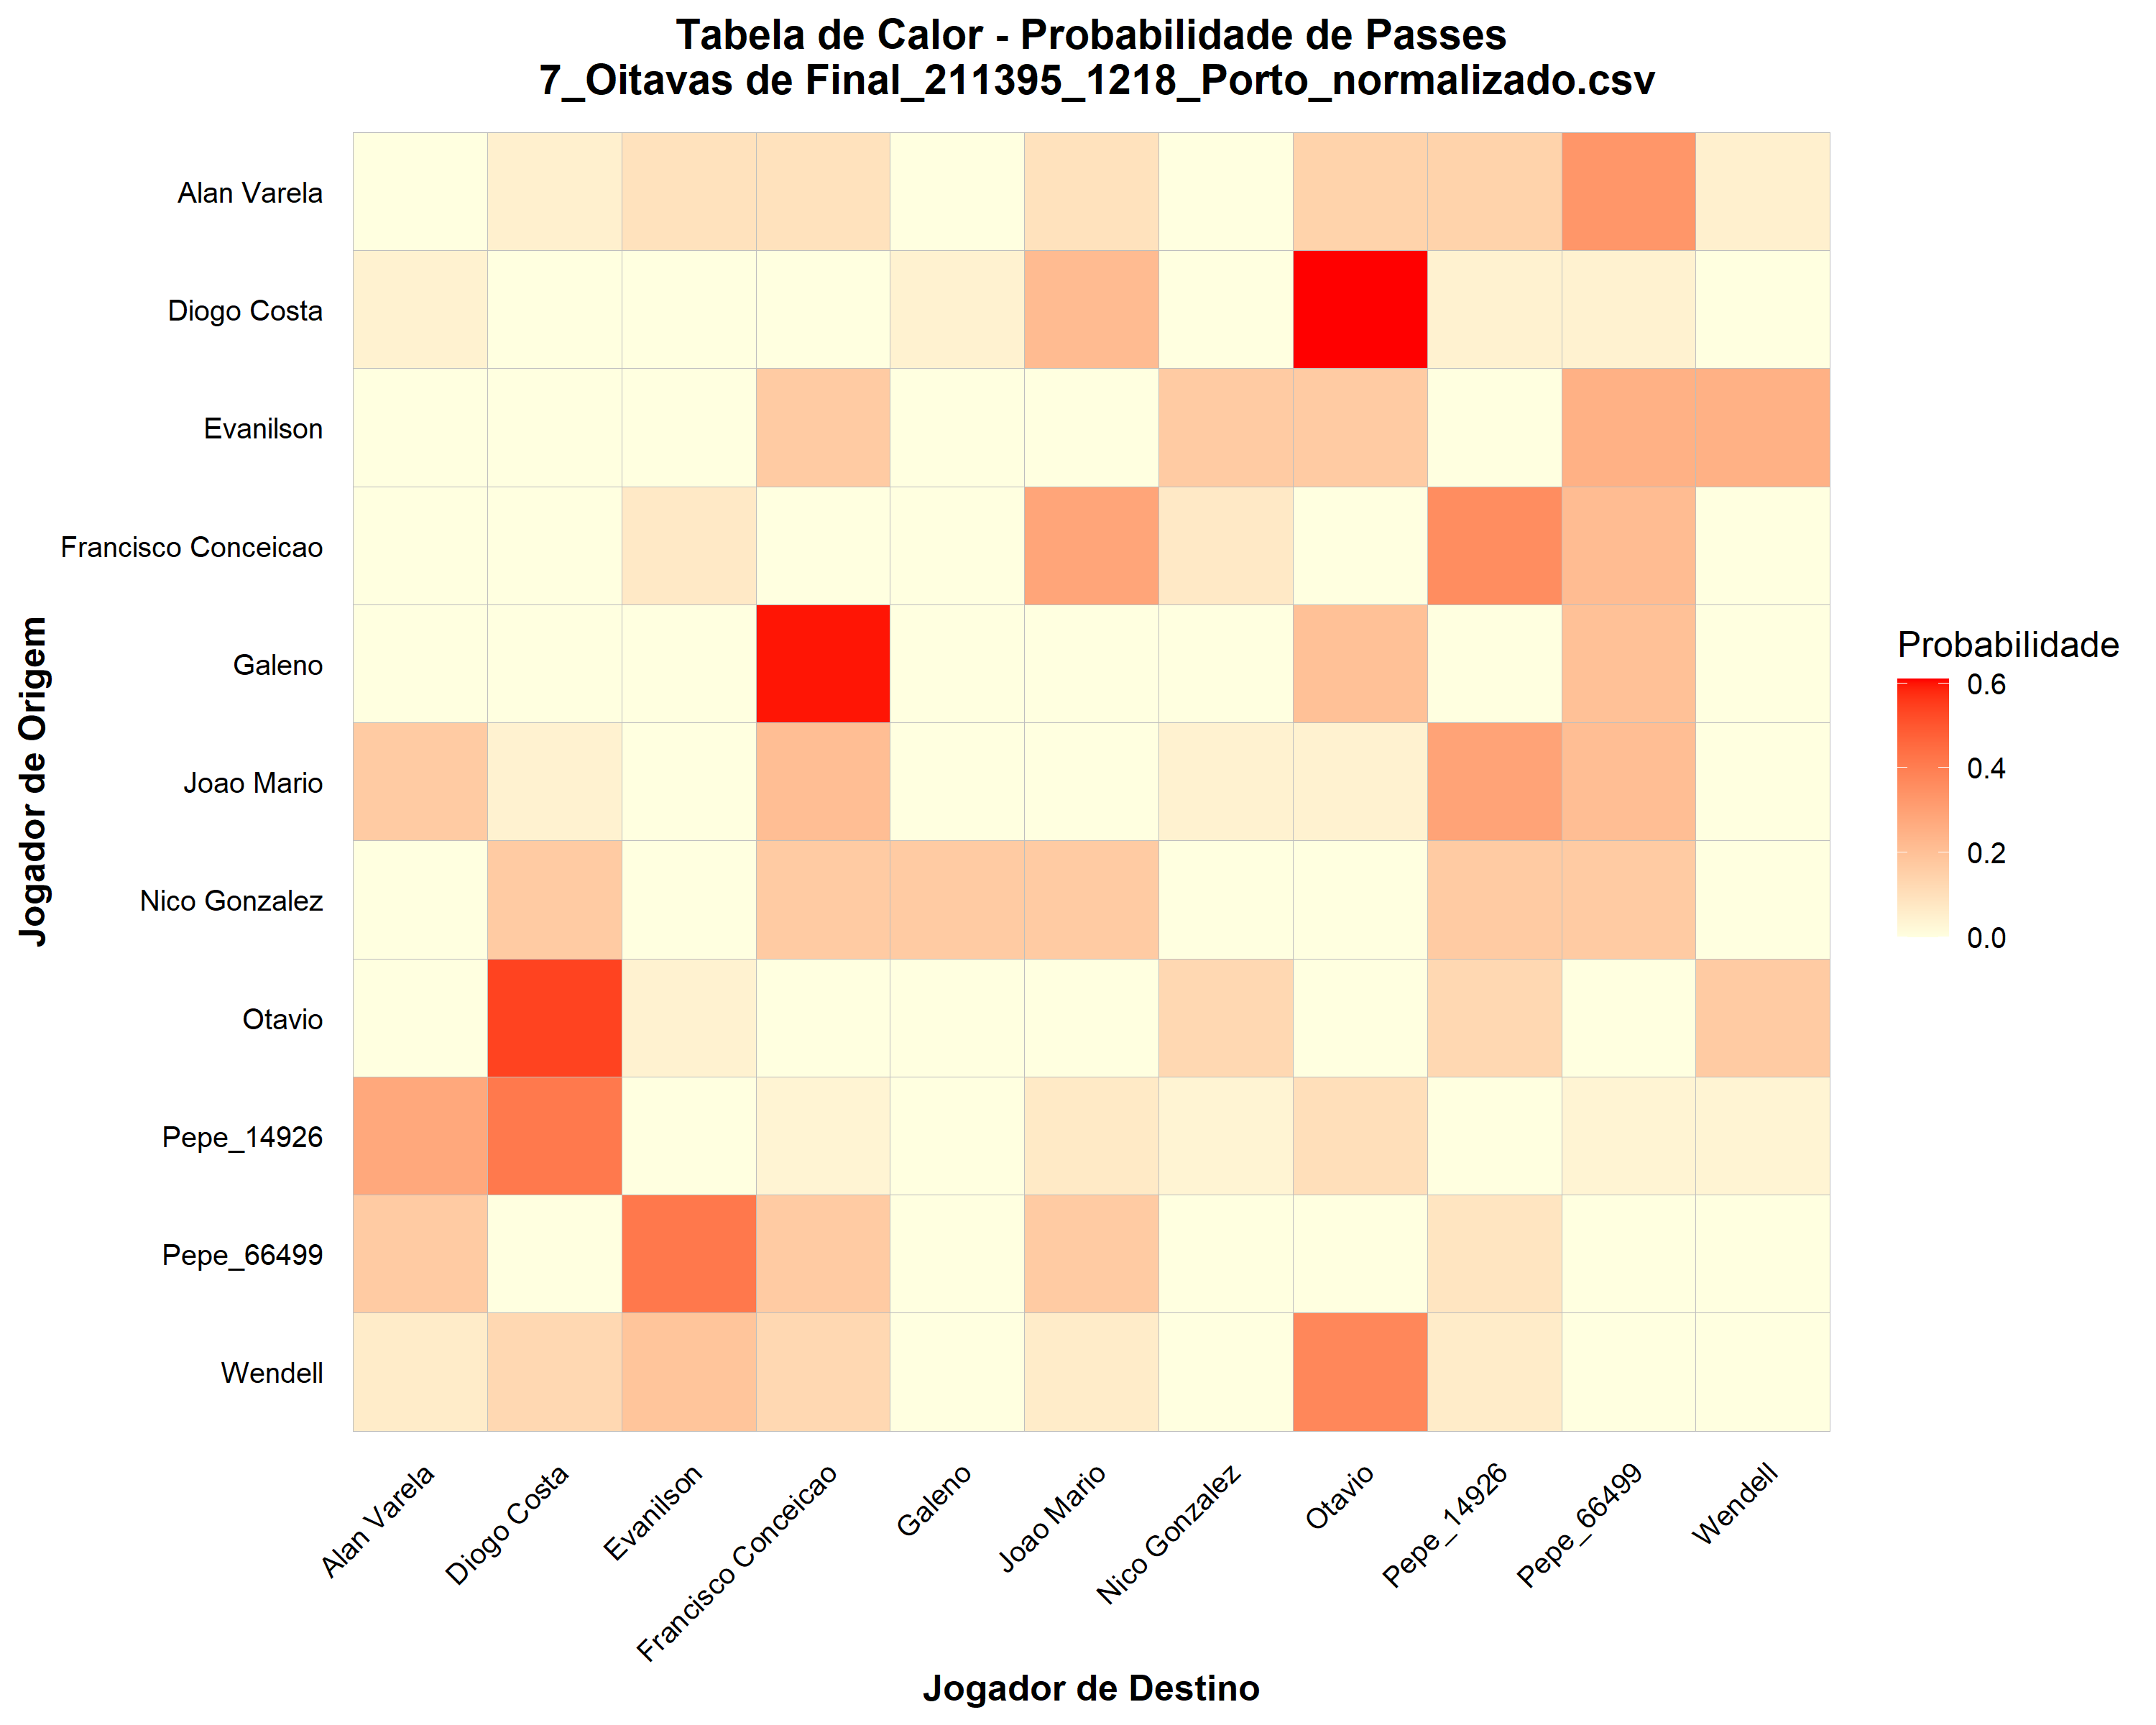 Tabela de Calor - Probabilidade de Passes
7_Oitavas de Final_211395_1218_Porto_normalizado.csv
Jogador de Origem
Alan Varela
Diogo Costa
Evanilson
Francisco Conceicao
Galeno
Joao Mario
Nico Gonzalez
Otavio
Pepe_14926
Pepe_66499
Wendell
Alan Varela
Diogo Costa
Evanilson
Francisco Conceicao
Galeno
Joao Mario
Nico Gonzalez
Otavio
Pepe_14926
Pepe_66499
Wendell
Jogador de Destino
Probabilidade
0.6
0.4
0.2
0.0